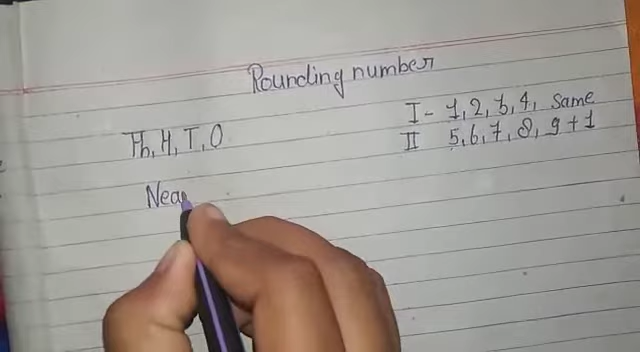 Rounding number
I - 1, 2, 3, 4, Same
Th, H, T, O
II 5, 6, 7, 8, 9 + 1
Nea